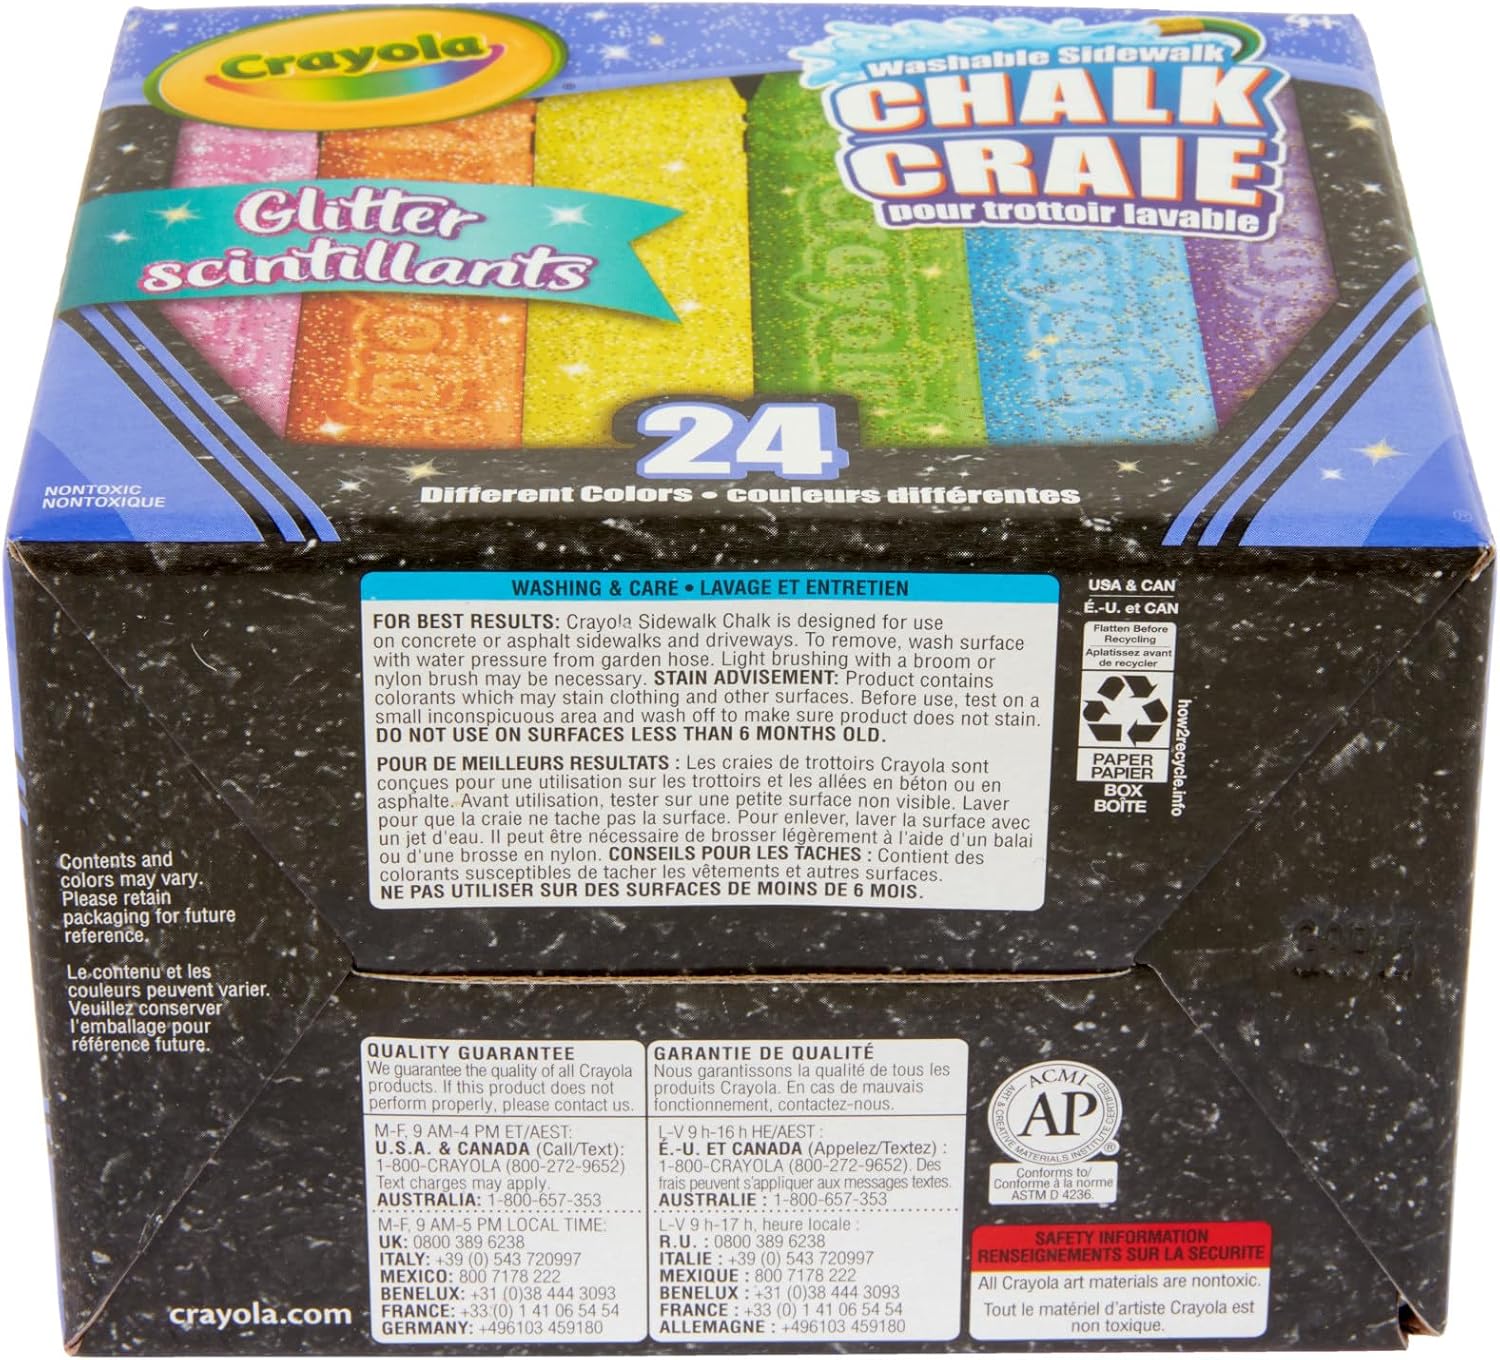 Crayola
4+
Washable Sidewalk
CHALK
CRAIE
pour trottoir lavable
Glitter
scintillants
24
Different Colors • couleurs différentes
NONTOXIC
NONTOXIQUE
WASHING & CARE • LAVAGE ET ENTRETIEN
FOR BEST RESULTS: Crayola Sidewalk Chalk is designed for use
on concrete or asphalt sidewalks and driveways. To remove, wash surface
with water pressure from garden hose. Light brushing with a broom or
nylon brush may be necessary. STAIN ADVISEMENT: Product contains
colorants which may stain clothing and other surfaces. Before use, test on a
small inconspicuous area and wash off to make sure product does not stain.
DO NOT USE ON SURFACES LESS THAN 6 MONTHS OLD.
POUR DE MEILLEURS RESULTATS : Les craies de trottoirs Crayola sont
conçues pour une utilisation sur les trottoirs et les allées en béton ou en
asphalte. Avant utilisation, tester sur une petite surface non visible. Laver
pour que la craie ne tache pas la surface. Pour enlever, laver la surface avec
un jet d'eau. Il peut être nécessaire de brosser légèrement à l'aide d'un balai
ou d'une brosse en nylon. CONSEILS POUR LES TACHES : Contient des
colorants susceptibles de tacher les vêtements et autres surfaces.
NE PAS UTILISER SUR DES SURFACES DE MOINS DE 6 MOIS.
USA & CAN
É.-U. et CAN
Flatten Before
Recycling
Aplatissez avant
de recycler
PAPER
PAPIER
BOX
BOÎTE
how2recycle.info
Contents and
colors may vary.
Please retain
packaging for future
reference.
Le contenu et les
couleurs peuvent varier.
Veuillez conserver
l'emballage pour
référence future.
QUALITY GUARANTEE
We guarantee the quality of all Crayola
products. If this product does not
perform properly, please contact us.
M-F, 9 AM-4 PM ET/AEST:
U.S.A. & CANADA (Call/Text):
1-800-CRAYOLA (800-272-9652)
Text charges may apply.
AUSTRALIA: 1-800-657-353
M-F, 9 AM-5 PM LOCAL TIME:
UK: 0800 389 6238
ITALY: +39 (0) 543 720997
MEXICO: 800 7178 222
BENELUX: +31 (0)38 444 3093
FRANCE: +33 (0) 1 41 06 54 54
GERMANY: +496103 459180
GARANTIE DE QUALITÉ
Nous garantissons la qualité de tous les
produits Crayola. En cas de mauvais
fonctionnement, contactez-nous.
L-V 9 h-16 h HE/AEST :
É.-U. ET CANADA (Appelez/Textez) :
1-800-CRAYOLA (800-272-9652). Des
frais peuvent s'appliquer aux messages textes.
AUSTRALIE : 1-800-657-353
L-V 9 h-17 h, heure locale :
R.U. : 0800 389 6238
ITALIE : +39 (0) 543 720997
MEXIQUE : 800 7178 222
BENELUX : +31 (0)38 444 3093
FRANCE : +33 (0) 1 41 06 54 54
ALLEMAGNE : +496103 459180
ACMI
AP
ART & CREATIVE MATERIALS INSTITUTE CERTIFIED
Conforms to/
Conforme à la norme
ASTM D 4236.
SAFETY INFORMATION
RENSEIGNEMENTS SUR LA SÉCURITÉ
All Crayola art materials are nontoxic.
Tout le matériel d'artiste Crayola est
non toxique.
crayola.com